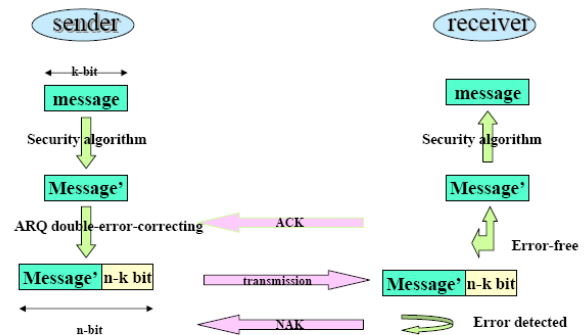 sender
receiver
k-bit
message
message
Security algorithm
Security algorithm
Message’
Message’
ARQ double-error-correcting
ACK
Error-free
Message’ n-k bit
transmission
Message’ n-k bit
n-bit
NAK
Error detected